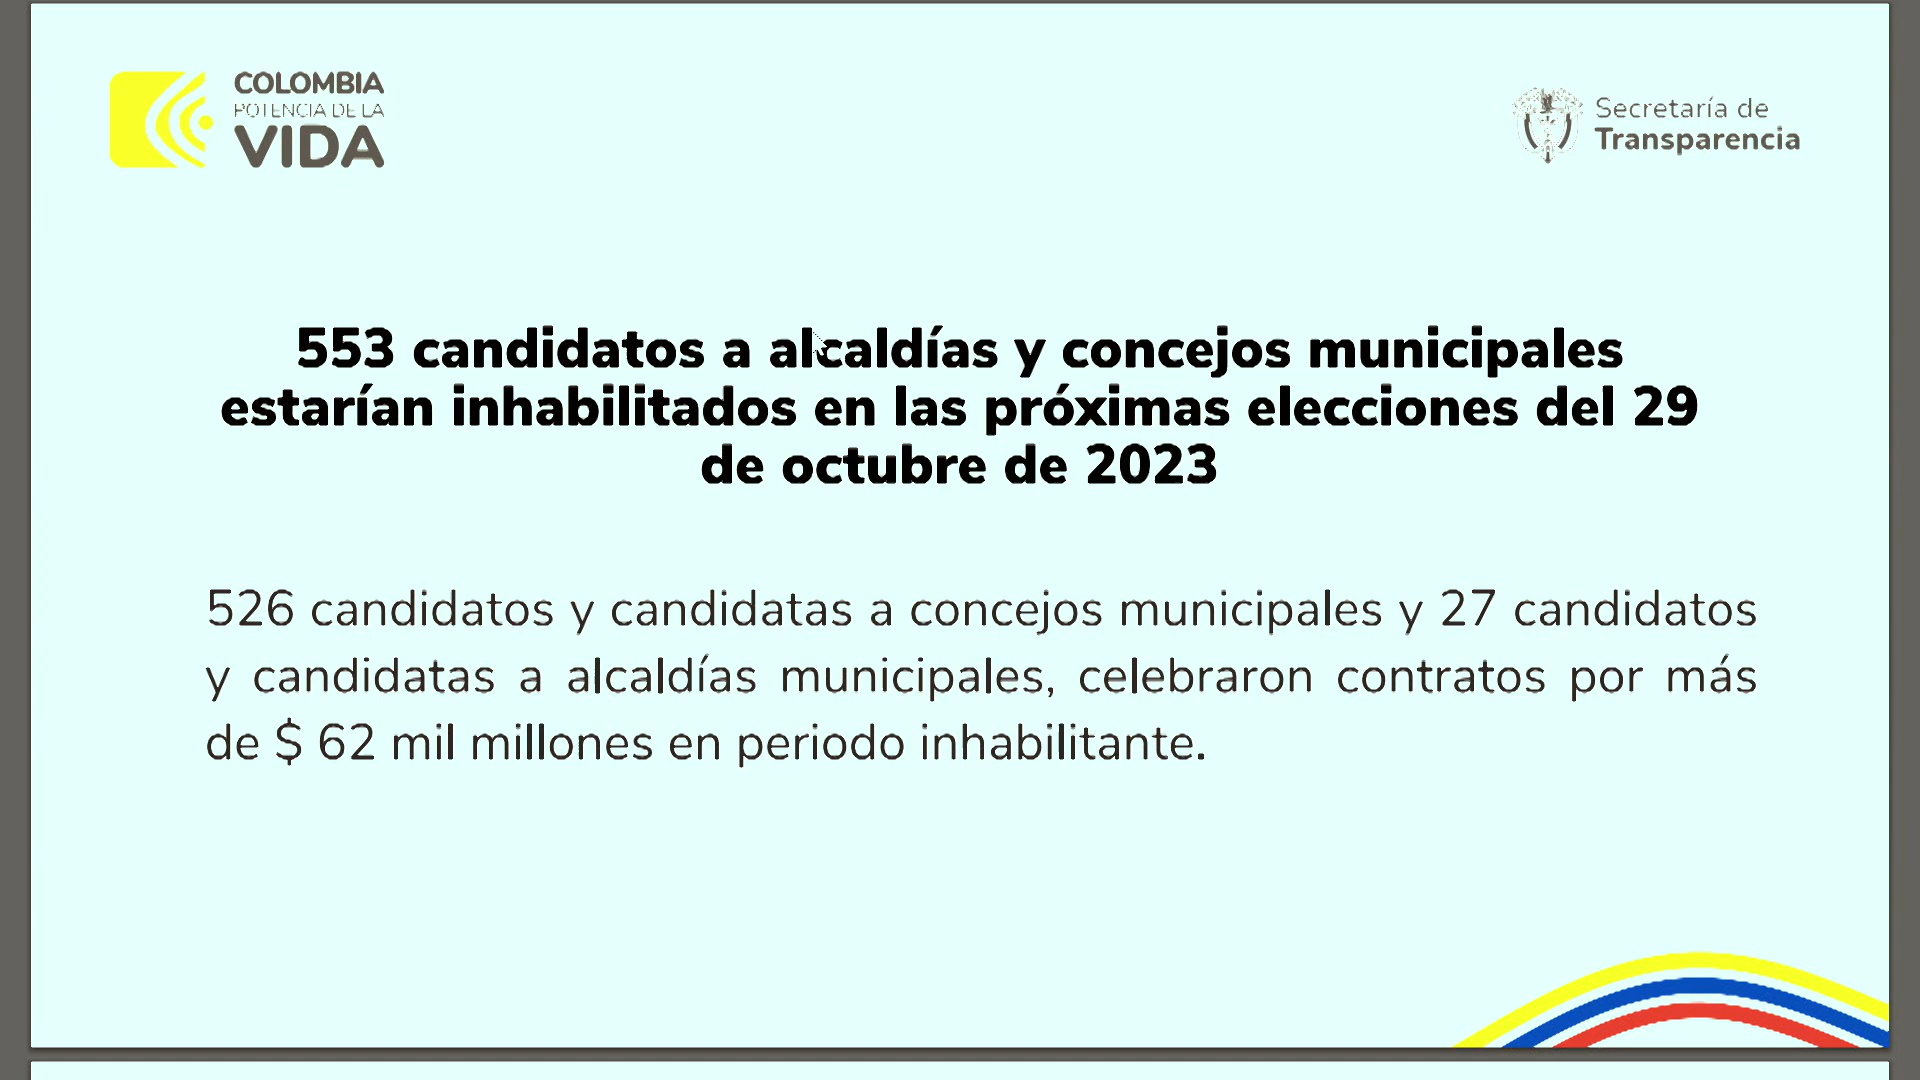 COLOMBIA
POTENCIA DE LA
VIDA
Secretaría de
Transparencia
553 candidatos a alcaldías y concejos municipales
estarían inhabilitados en las próximas elecciones del 29
de octubre de 2023
526 candidatos y candidatas a concejos municipales y 27 candidatos
y candidatas a alcaldías municipales, celebraron contratos por más
de $ 62 mil millones en periodo inhabilitante.